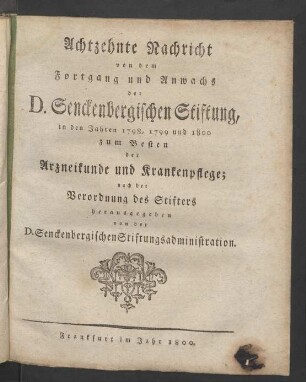 Achtzehnte Nachricht
von dem
Fortgang und Anwachs
der
D. Senckenbergischen Stiftung,
in den Jahren 1798, 1799 und 1800
zum Besten
der
Arzneikunde und Krankenpflege;
nach der
Verordnung des Stifters
herausgegeben
von der
D. Senckenbergischen Stiftungsadministration.
Frankfurt im Jahr 1800.